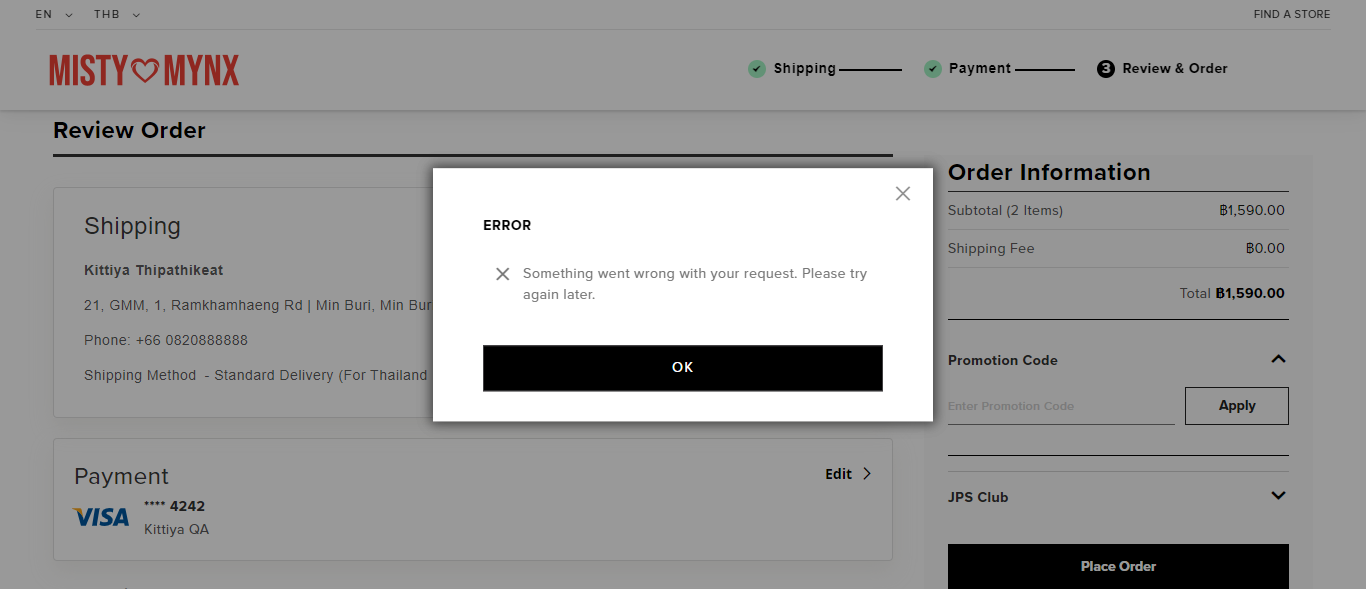 EN THB FIND A STORE
MISTY MYNX
Shipping Payment 3 Review & Order
Review Order
Shipping
Kittiya Thipathikeat
21, GMM, 1, Ramkhamhaeng Rd | Min Buri, Min Bur
Phone: +66 0820888888
Shipping Method - Standard Delivery (For Thailand
Payment
Edit
VISA
**** 4242
Kittiya QA
ERROR
Something went wrong with your request. Please try
again later.
OK
Order Information
Subtotal (2 Items) ฿1,590.00
Shipping Fee ฿0.00
Total ฿1,590.00
Promotion Code
Enter Promotion Code Apply
JPS Club
Place Order